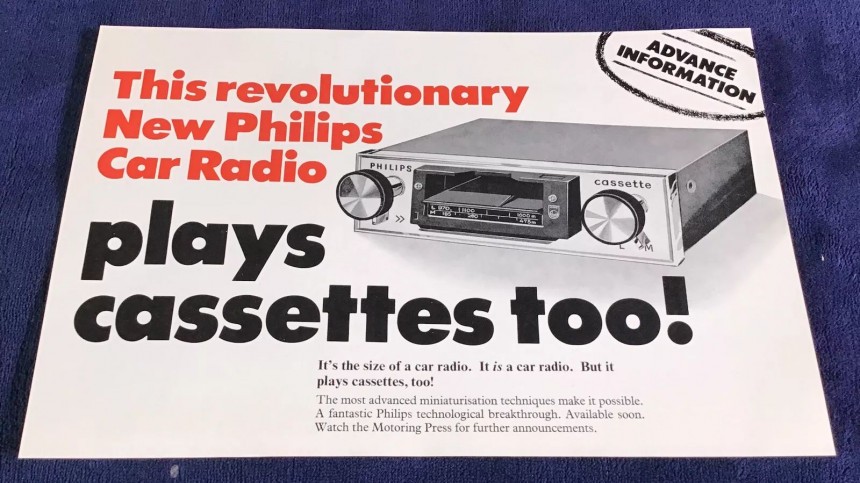 ADVANCE
INFORMATION
This revolutionary
New Philips
Car Radio
PHILIPS
cassette
L M
plays
cassettes too!
It's the size of a car radio. It is a car radio. But it
plays cassettes, too!
The most advanced miniaturisation techniques make it possible.
A fantastic Philips technological breakthrough. Available soon.
Watch the Motoring Press for further announcements.